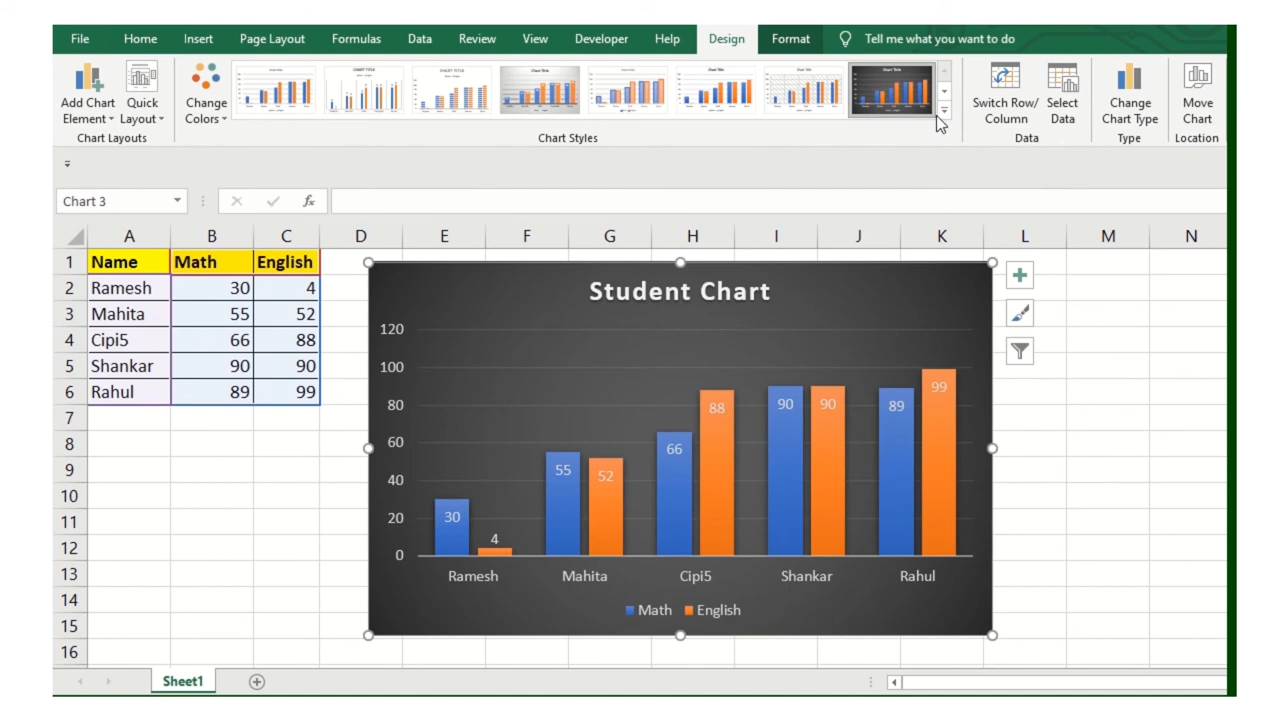 File Home Insert Page Layout Formulas Data Review View Developer Help Design Format Tell me what you want to do
Add Chart Element
Quick Layout
Change Colors
Switch Row/ Column
Select Data
Change Chart Type
Move Chart
Chart Layouts Chart Styles Data Type Location
Chart 3 fx
A B C D E F G H I J K L M N
1 Name Math English
2 Ramesh 30 4
3 Mahita 55 52
4 Cipi5 66 88
5 Shankar 90 90
6 Rahul 89 99
7
8
9
10
11
12
13
14
15
16
Student Chart
120
100
80
60
40
20
0
30 4 55 52 66 88 90 90 89 99
Ramesh Mahita Cipi5 Shankar Rahul
Math English
Sheet1